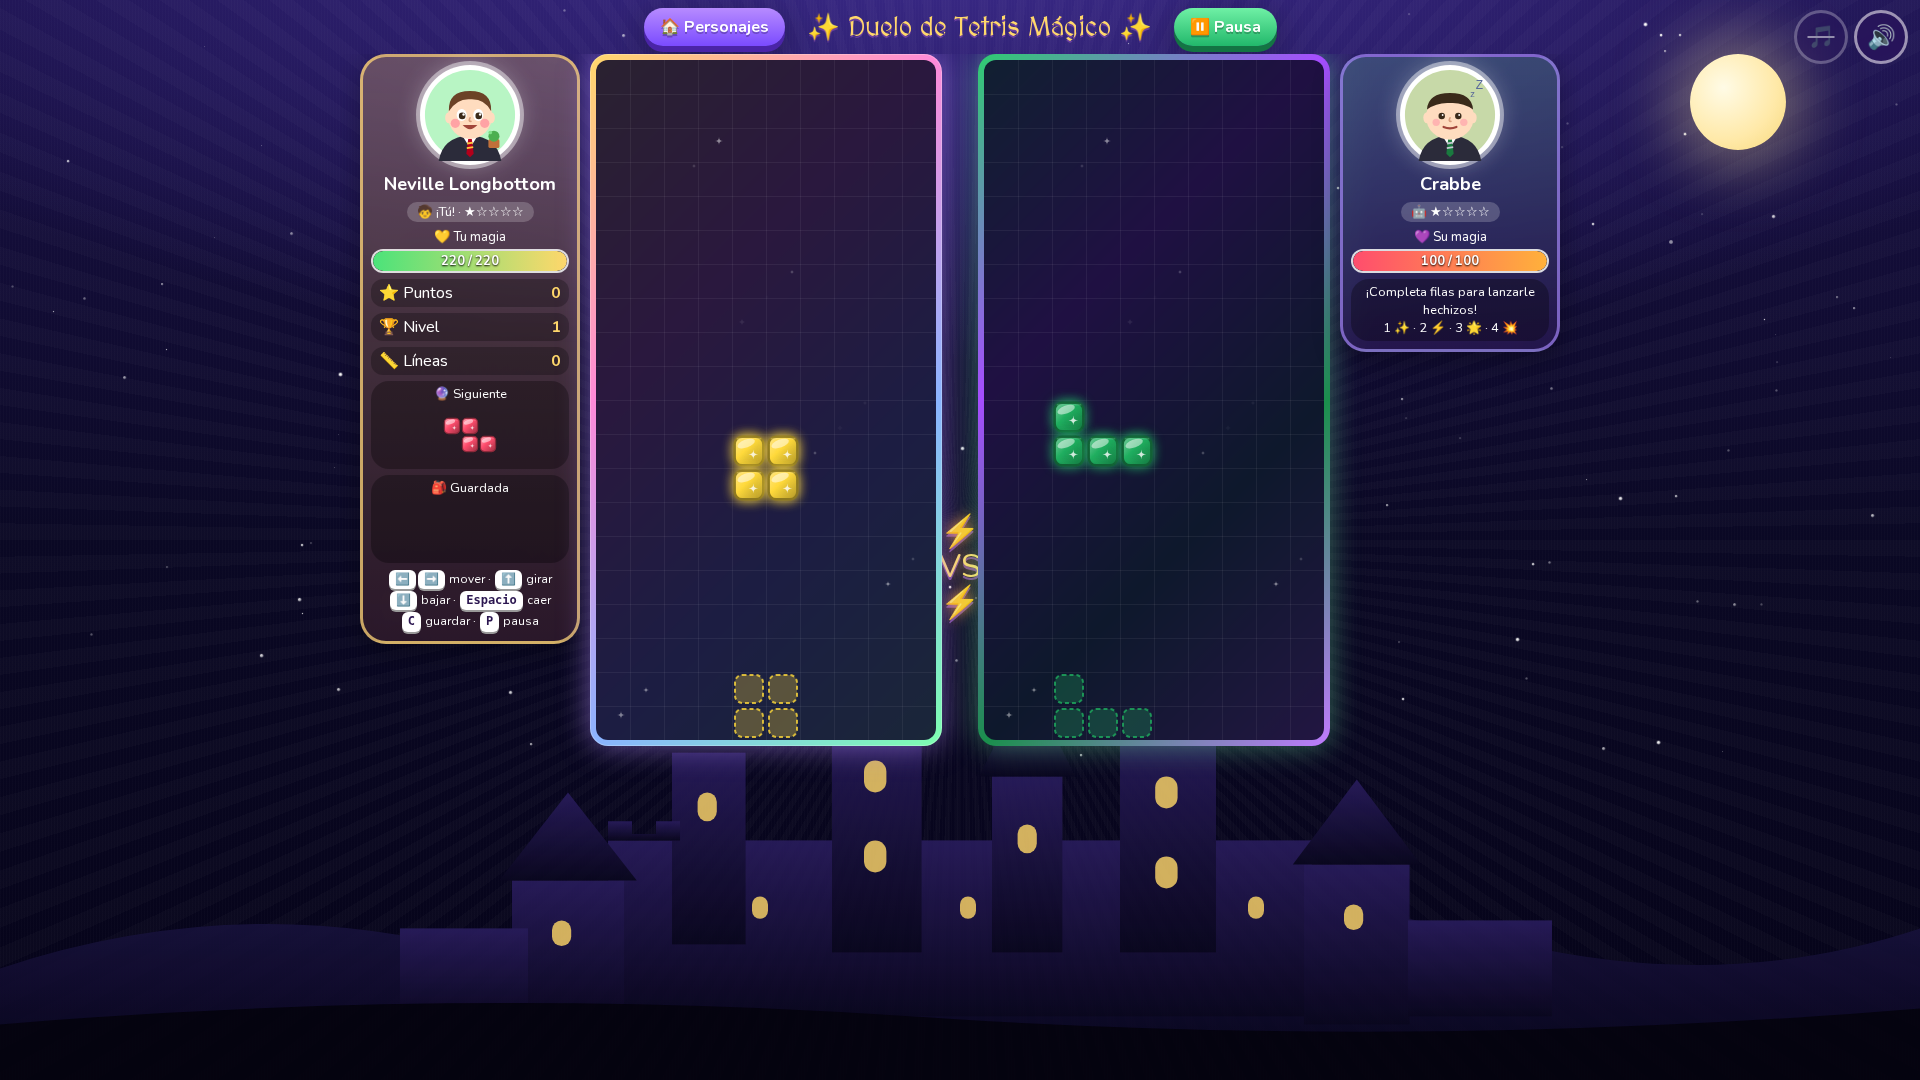 🏠 Personajes
✨ Duelo de Tetris Mágico ✨
⏸️ Pausa
Neville Longbottom
🧒 ¡Tú! · ★☆☆☆☆
💛 Tu magia
220 / 220
⭐ Puntos 0
🏆 Nivel 1
📏 Líneas 0
🔮 Siguiente
🎒 Guardada
⬅️ ➡️ mover · ⬆️ girar
⬇️ bajar · Espacio caer
C guardar · P pausa
⚡
VS
⚡
z Z
Crabbe
🤖 ★☆☆☆☆
💜 Su magia
100 / 100
¡Completa filas para lanzarle
hechizos!
1 ✨ · 2 ⚡ · 3 🌟 · 4 💥